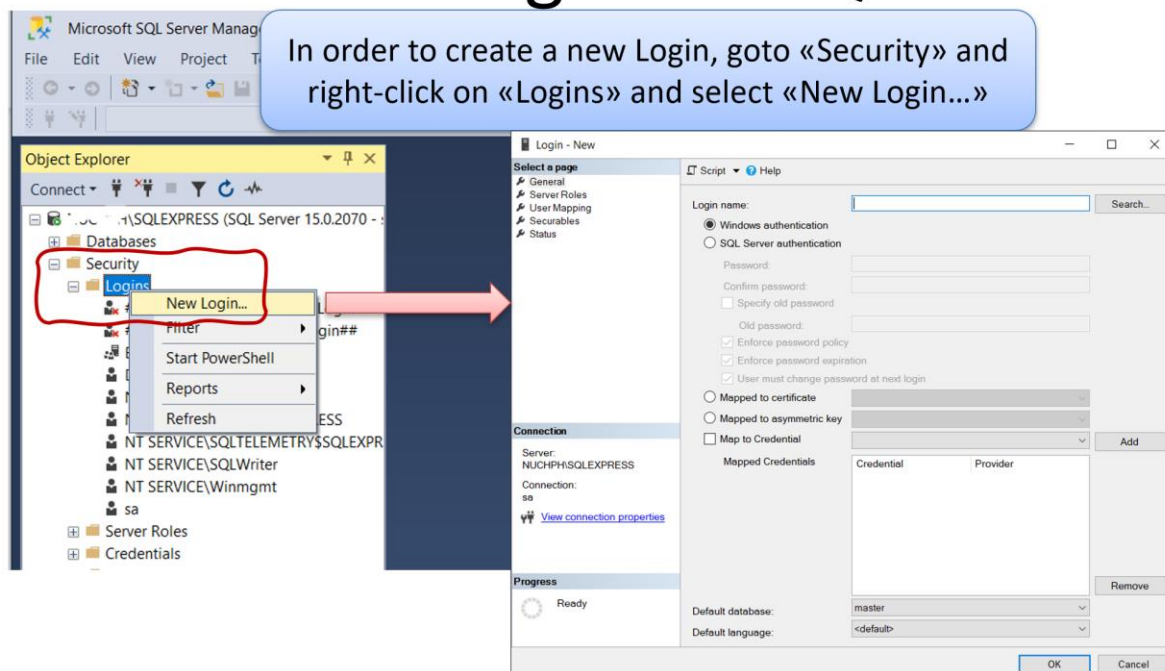 Microsoft SQL Server Manag
File Edit View Project T
In order to create a new Login, goto «Security» and
right-click on «Logins» and select «New Login…»
Object Explorer
Connect
\SQLEXPRESS (SQL Server 15.0.2070 -
Databases
Security
Logins
New Login...
Filter
gin##
Start PowerShell
Reports
Refresh
ESS
NT SERVICE\SQLTELEMETRY$SQLEXPR
NT SERVICE\SQLWriter
NT SERVICE\Winmgmt
sa
Server Roles
Credentials
Login - New
Select a page
General
Server Roles
User Mapping
Securables
Status
Connection
Server:
NUCHPH\SQLEXPRESS
Connection:
sa
View connection properties
Progress
Ready
Script Help
Login name:
Search...
Windows authentication
SQL Server authentication
Password:
Confirm password:
Specify old password
Old password:
Enforce password policy
Enforce password expiration
User must change password at next login
Mapped to certificate
Mapped to asymmetric key
Map to Credential
Add
Mapped Credentials
Credential Provider
Remove
Default database: master
Default language: <default>
OK Cancel